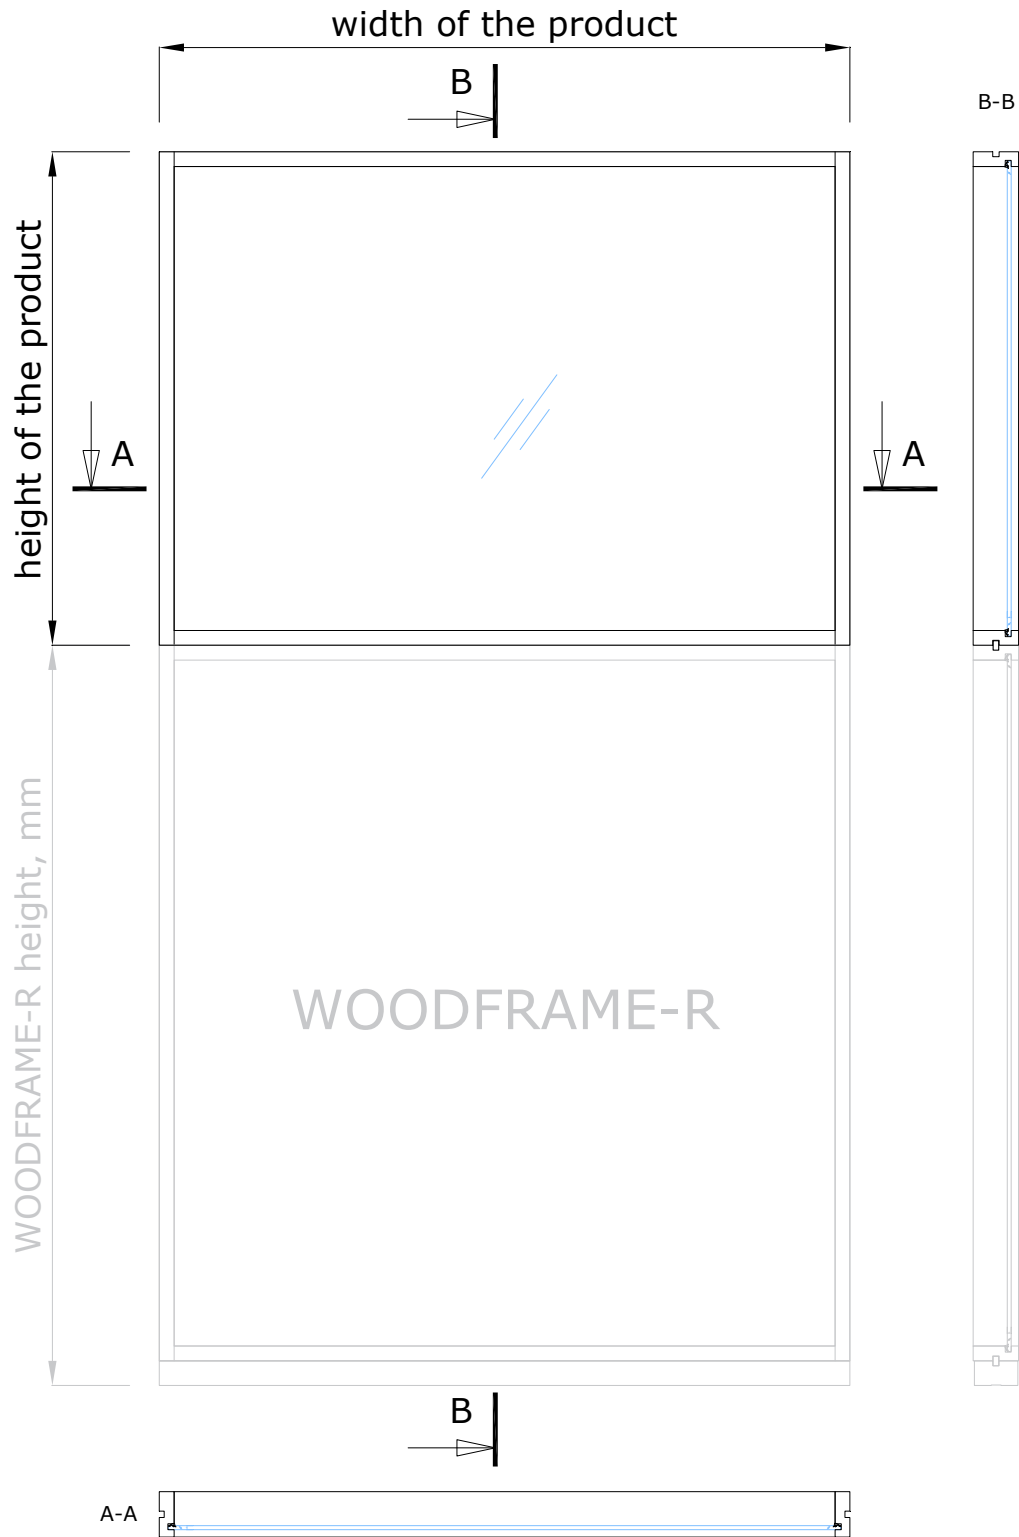 width of the product
B
B-B
height of the product
A
A
WOODFRAME-R height, mm
WOODFRAME-R
B
A-A